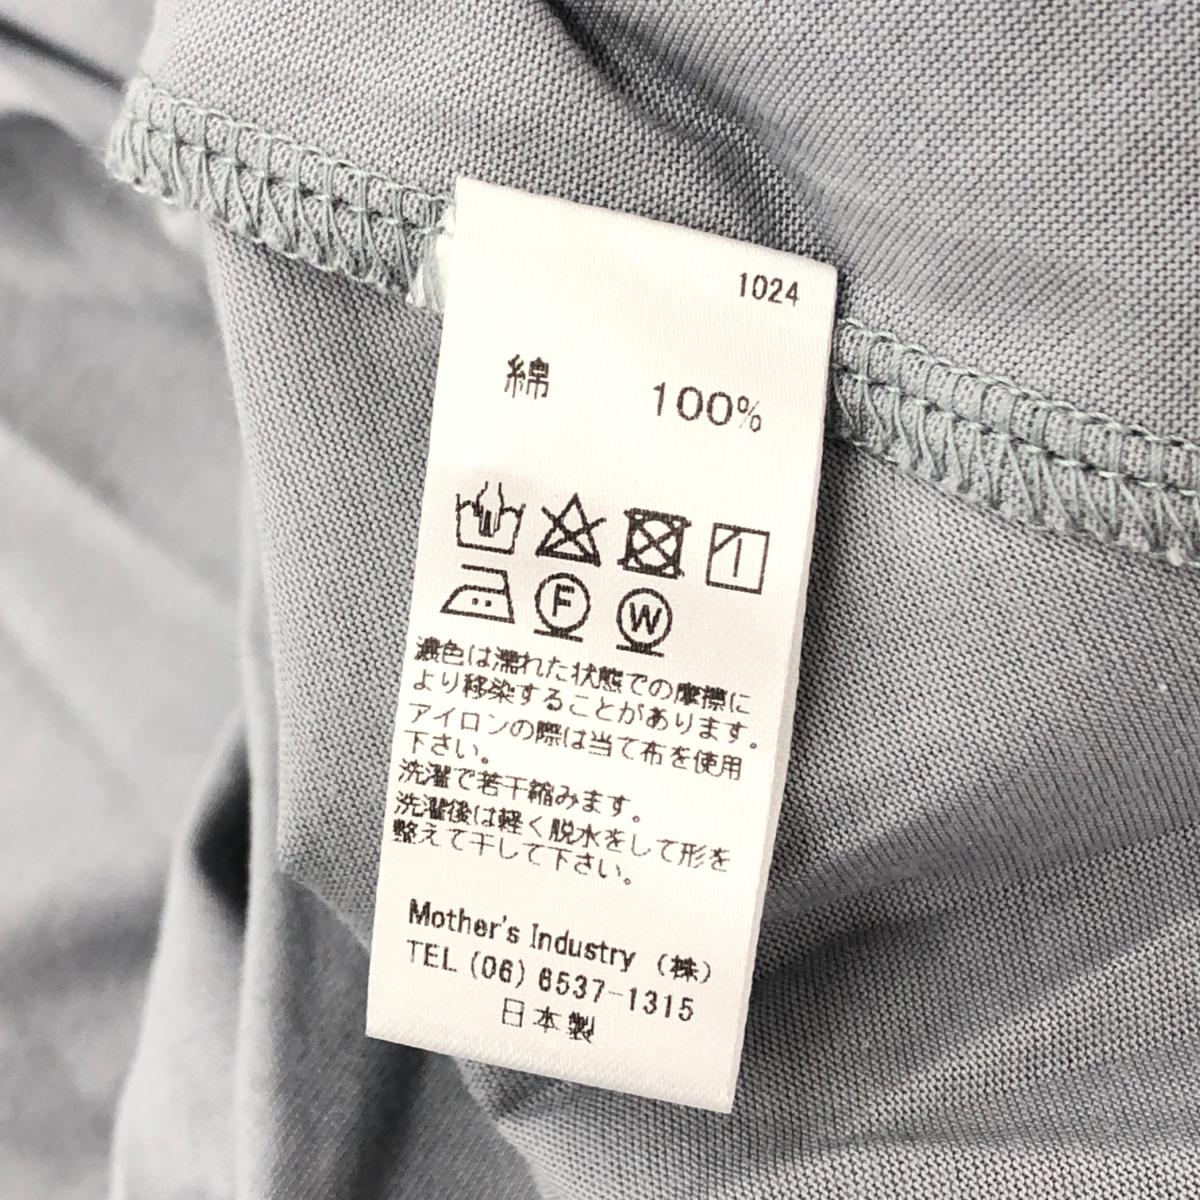 1024
綿 100%
F W
濃色は濡れた状態での摩擦に
より移染することがあります。
アイロンの際は当て布を使用
下さい。
洗濯で若干縮みます。
洗濯後は軽く脱水をして形を
整えて干して下さい。
Mother's Industry (株)
TEL (06) 6537-1315
日本製